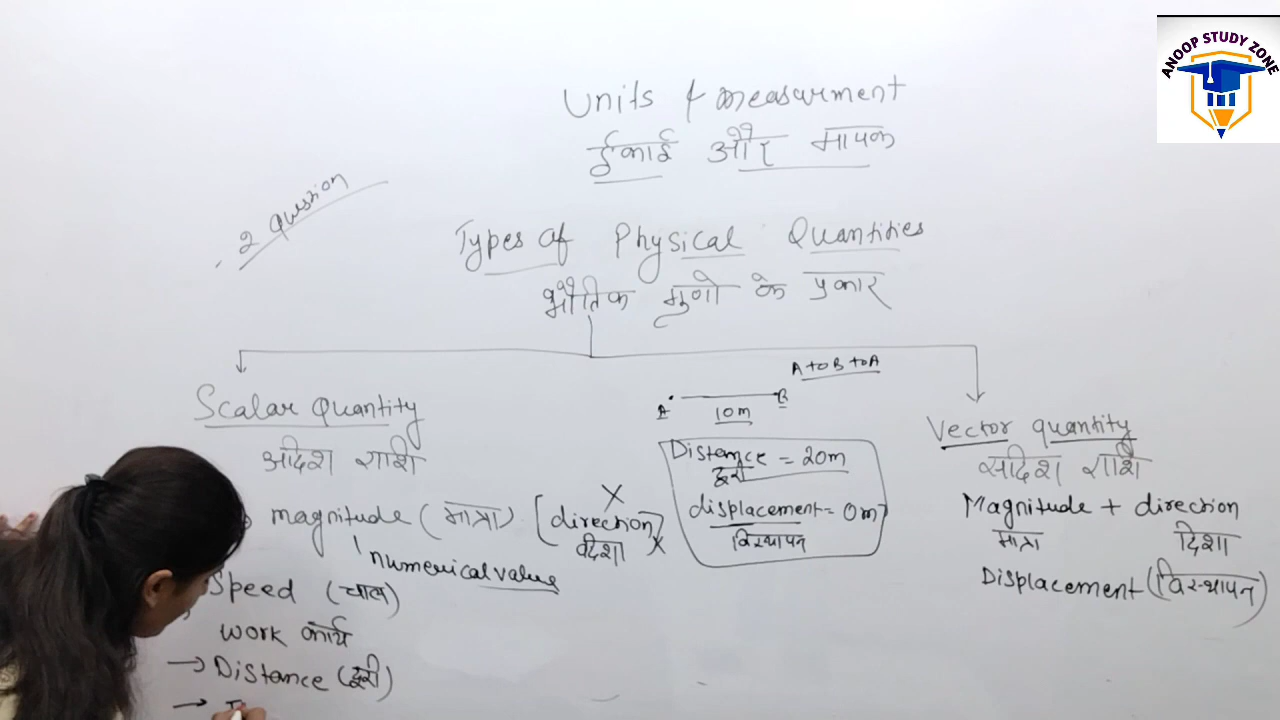 ANOOP STUDY ZONE
Units & measurment
ईकाई और मापक
2 Question
Types of Physical Quantities
भौतिक गुणो के प्रकार
Scalar Quantity
अदिश राशि
magnitude (मात्रा) [direction]
दिशा
numerical value
Speed (चाल)
work कार्य
→ Distance (दूरी)
→
A to B to A
A B
10m
Distance = 20m
दूरी
displacement = 0m
विस्थापन
Vector quantity
सदिश राशि
Magnitude + direction
मात्रा दिशा
Displacement (विस्थापन)